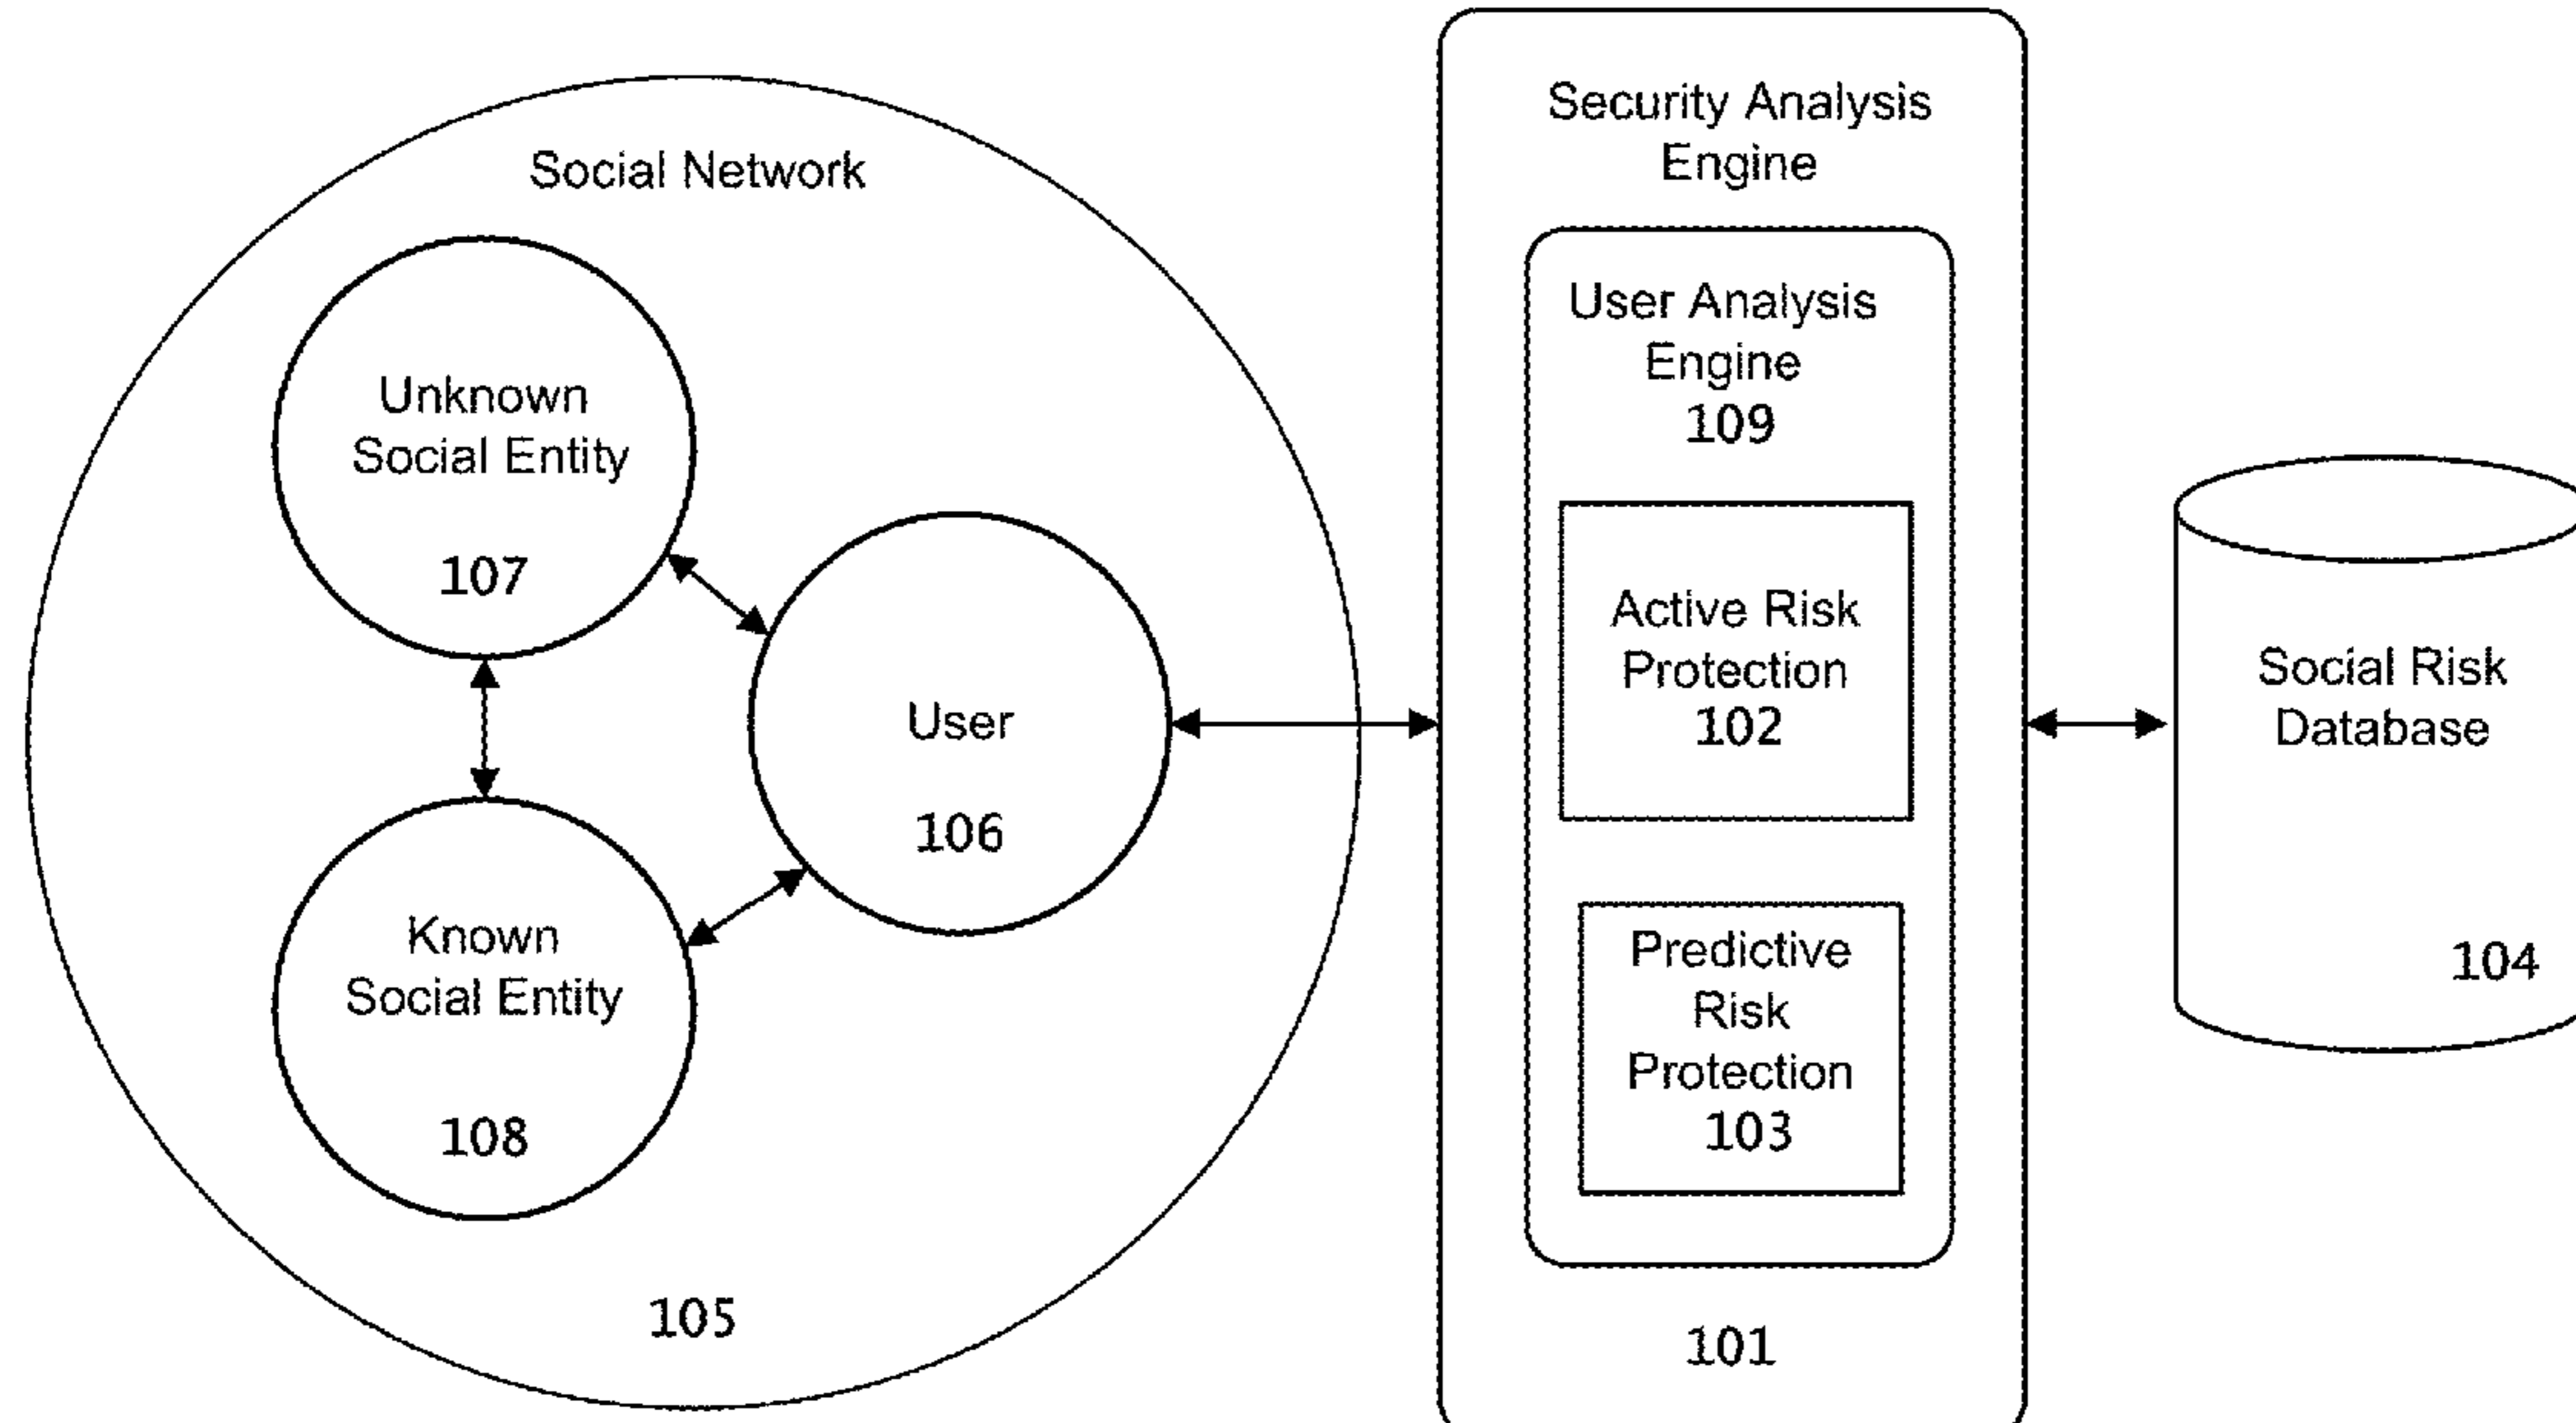 Social Network
Unknown
Social Entity
107
User
106
Known
Social Entity
108
105
Security Analysis
Engine
User Analysis
Engine
109
Active Risk
Protection
102
Predictive
Risk
Protection
103
101
Social Risk
Database
104